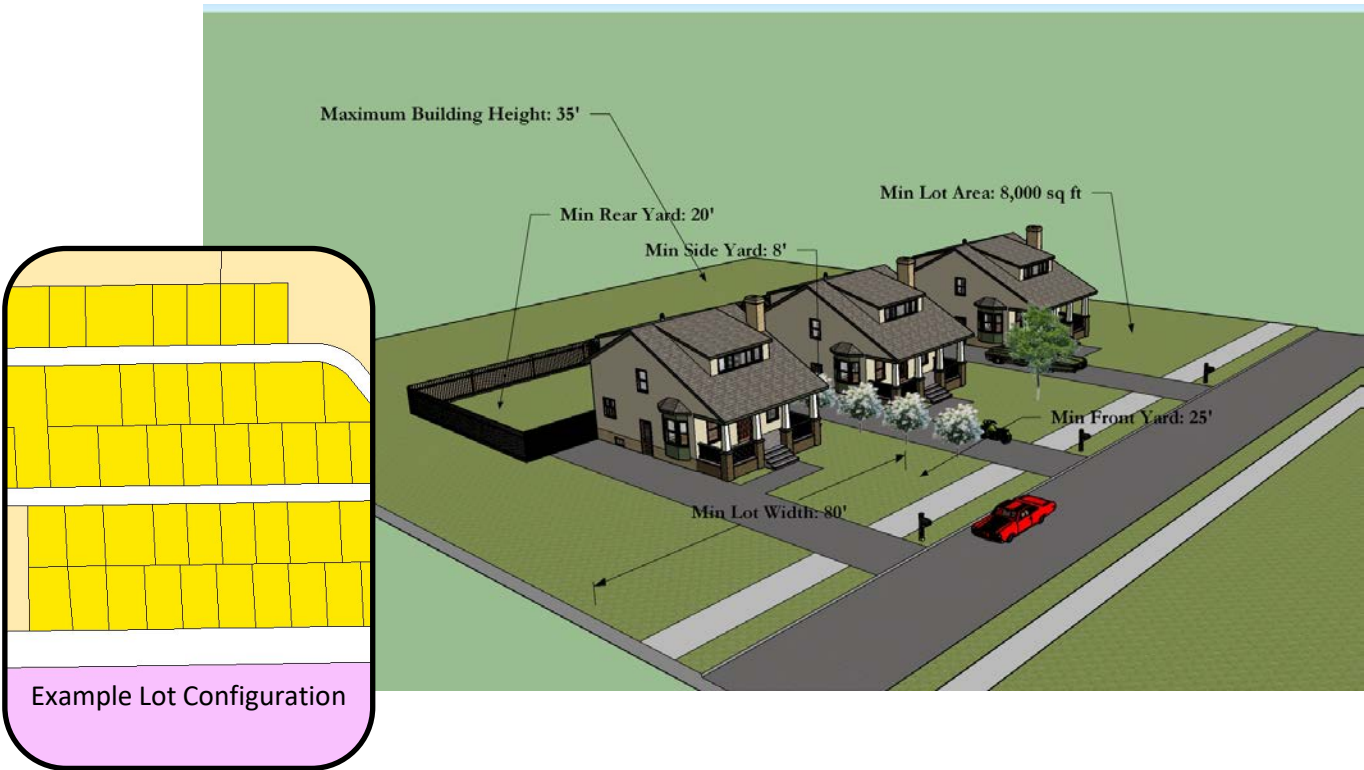 Maximum Building Height: 35'
Min Lot Area: 8,000 sq ft
Min Rear Yard: 20'
Min Side Yard: 8'
Min Front Yard: 25'
Min Lot Width: 80'
Example Lot Configuration